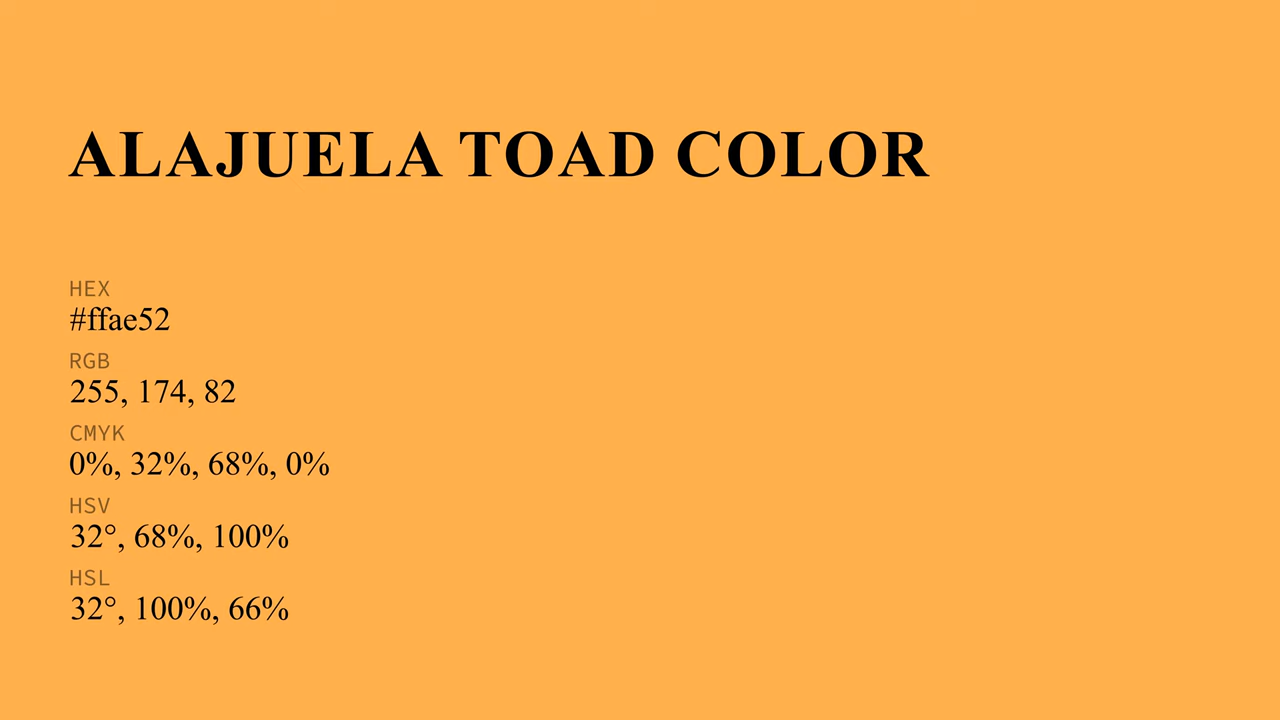 ALAJUELA TOAD COLOR
HEX
#ffae52
RGB
255, 174, 82
CMYK
0%, 32%, 68%, 0%
HSV
32°, 68%, 100%
HSL
32°, 100%, 66%